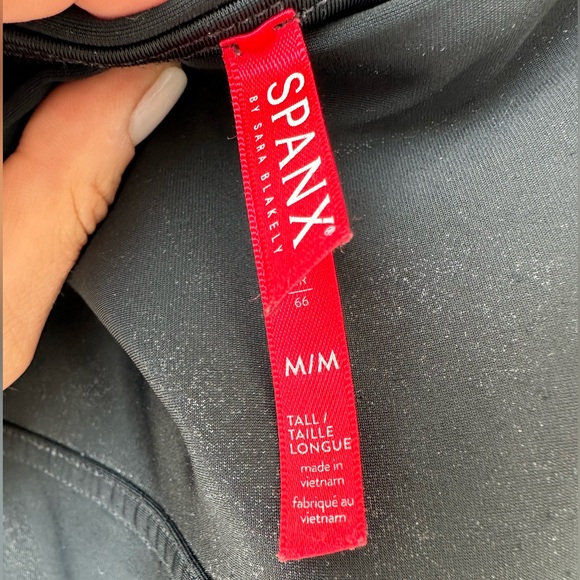 SPANX®
BY SARA BLAKELY
66
M/M
TALL /
TAILLE
LONGUE
made in
vietnam
fabriqué au
vietnam